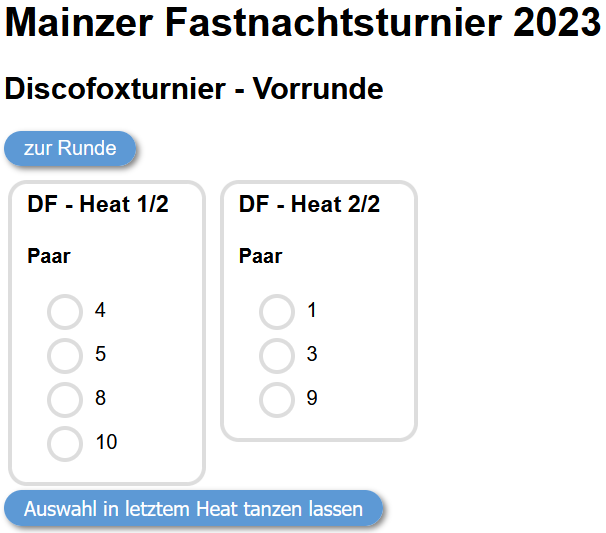 Mainzer Fastnachtsturnier 2023
Discofoxturnier - Vorrunde
zur Runde
DF - Heat 1/2
Paar
4
5
8
10
DF - Heat 2/2
Paar
1
3
9
Auswahl in letztem Heat tanzen lassen